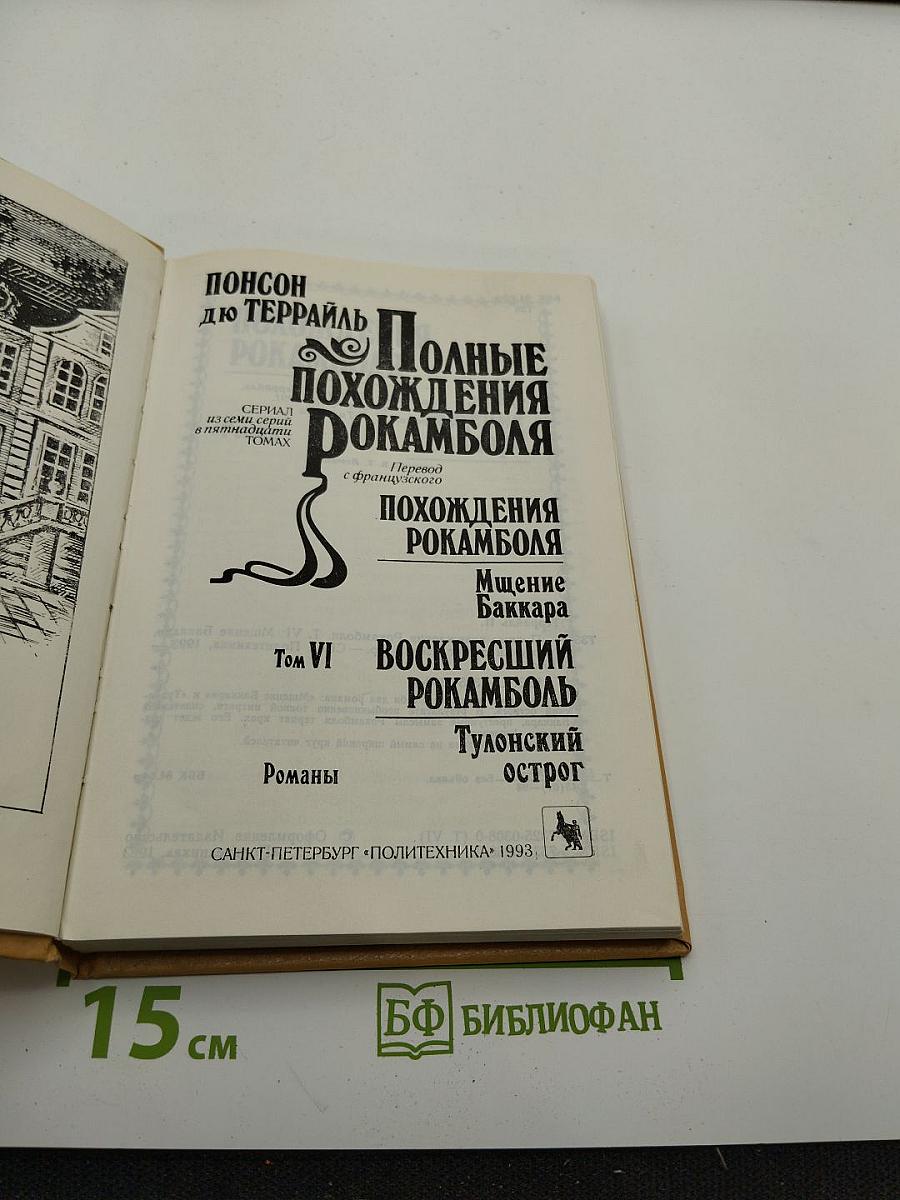 ПОНСОН
дю ТЕРРАЙЛЬ
ПОЛНЫЕ
ПОХОЖДЕНИЯ
РОКАМБОЛЯ
СЕРИАЛ
из семи серий
в пятнадцати
ТОМАХ
Перевод
с французского
ПОХОЖДЕНИЯ
РОКАМБОЛЯ
Мщение
Баккара
Том VI
ВОСКРЕСШИЙ
РОКАМБОЛЬ
Тулонский
острог
Романы
САНКТ-ПЕТЕРБУРГ «ПОЛИТЕХНИКА» 1993
15 см
БФ БИБЛИОФАН